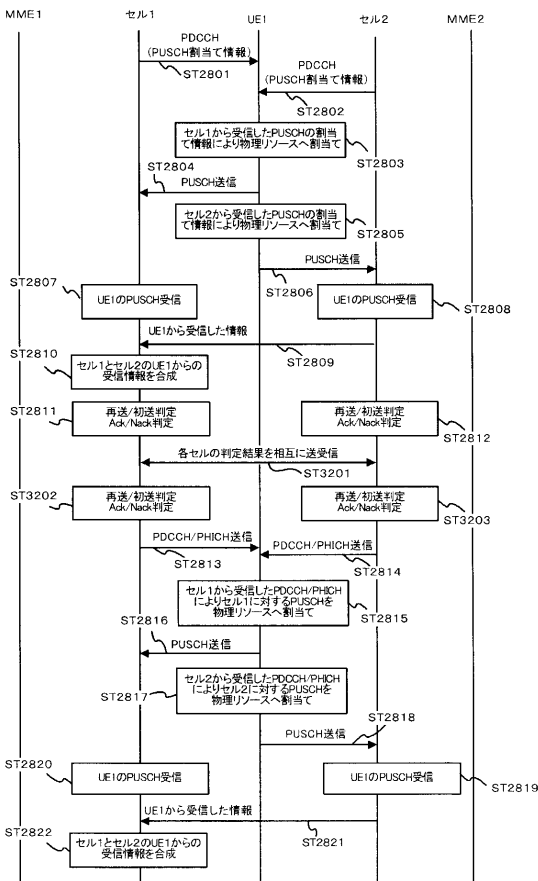 MME1
セル1
UE1
セル2
MME2
PDCCH
(PUSCH割当て情報)
ST2801
PDCCH
(PUSCH割当て情報)
ST2802
セル1から受信したPUSCHの割当
て情報により物理リソースへ割当て
ST2803
ST2804
PUSCH送信
セル2から受信したPUSCHの割当
て情報により物理リソースへ割当て
ST2805
PUSCH送信
ST2806
ST2807
UE1のPUSCH受信
UE1のPUSCH受信
ST2808
UE1から受信した情報
ST2809
ST2810
セル1とセル2のUE1からの
受信情報を合成
ST2811
再送/初送判定
Ack/Nack判定
再送/初送判定
Ack/Nack判定
ST2812
各セルの判定結果を相互に送受信
ST3201
ST3202
再送/初送判定
Ack/Nack判定
再送/初送判定
Ack/Nack判定
ST3203
PDCCH/PHICH送信
ST2813
PDCCH/PHICH送信
ST2814
セル1から受信したPDCCH/PHICH
によりセル1に対するPUSCHを
物理リソースへ割当て
ST2815
ST2816
PUSCH送信
セル2から受信したPDCCH/PHICH
によりセル2に対するPUSCHを
物理リソースへ割当て
ST2817
ST2818
PUSCH送信
ST2820
UE1のPUSCH受信
UE1のPUSCH受信
ST2819
UE1から受信した情報
ST2821
ST2822
セル1とセル2のUE1からの
受信情報を合成